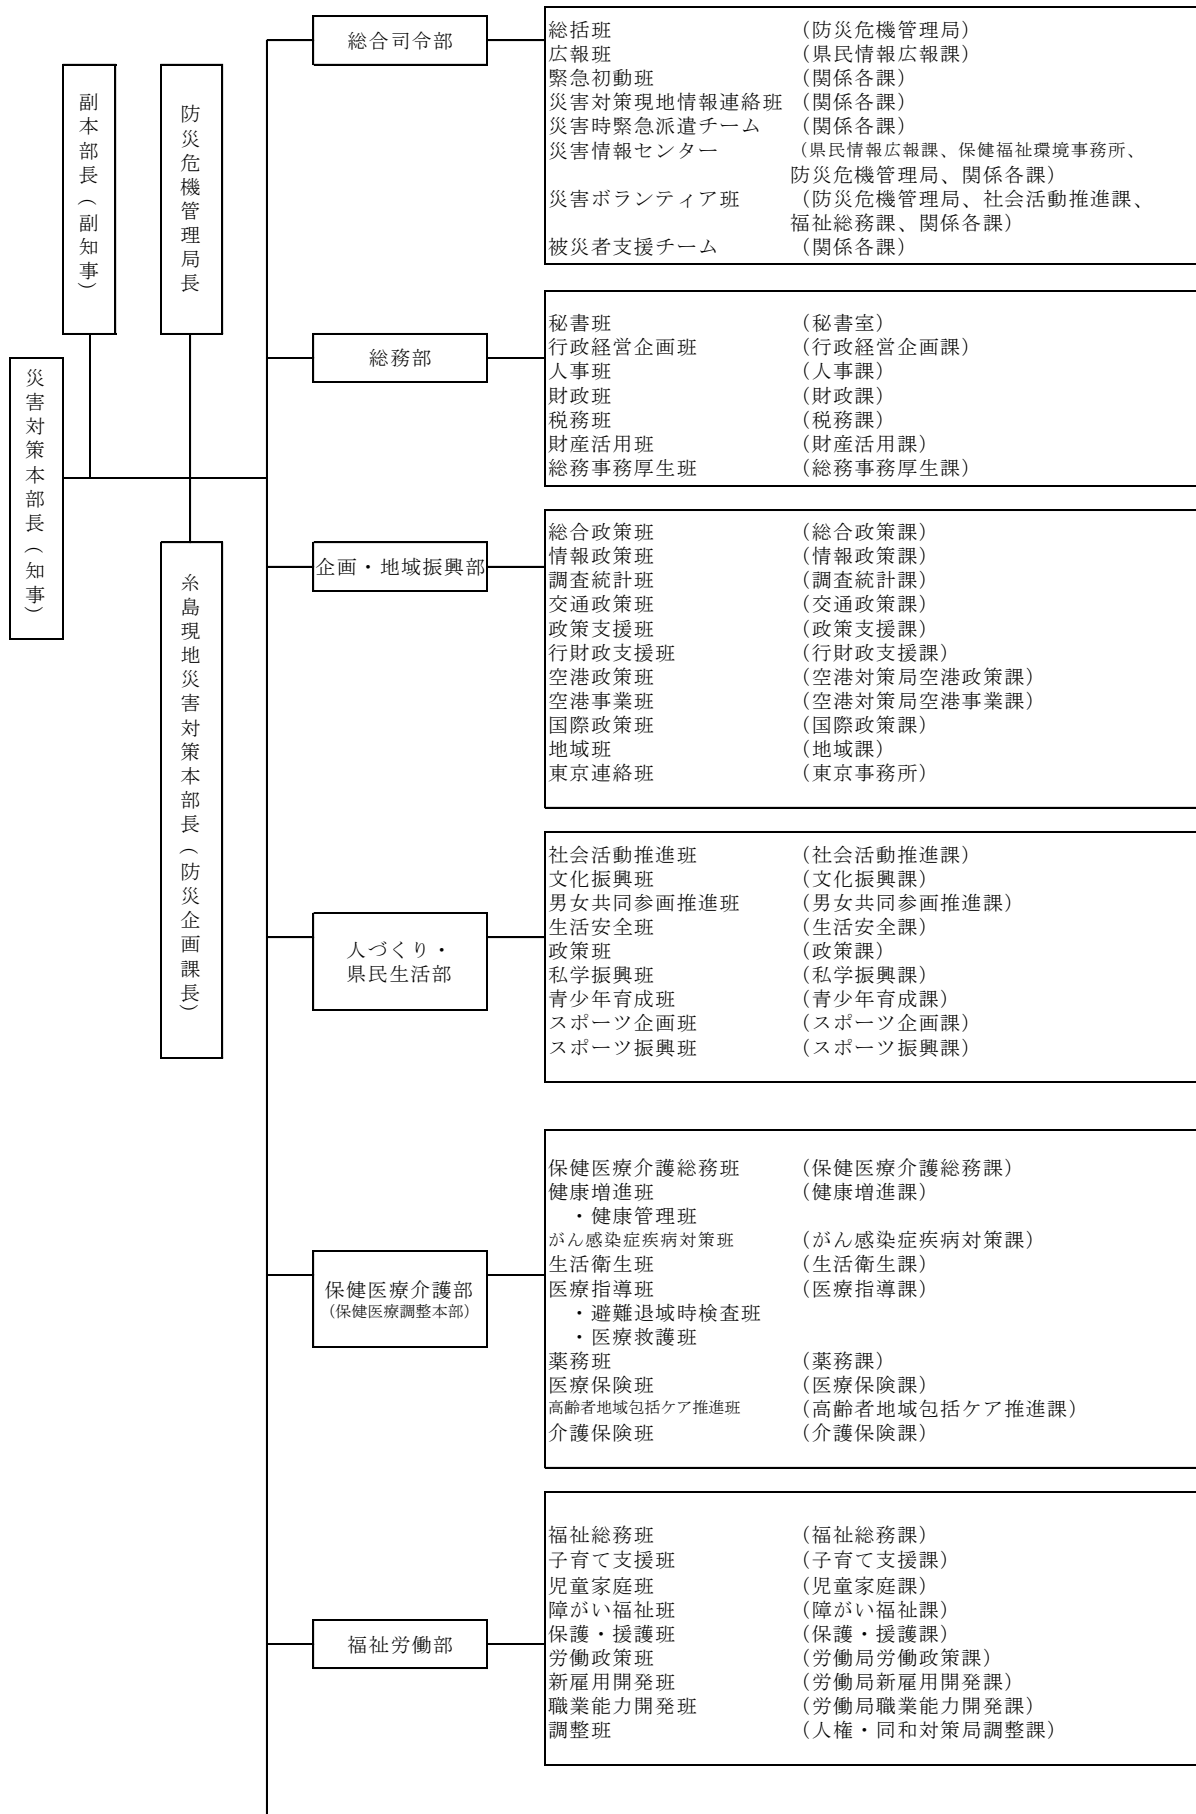 災害対策本部長（知事）
副本部長（副知事）
防災危機管理局長
糸島現地災害対策本部長（防災企画課長）
総合司令部
総括班 （防災危機管理局）
広報班 （県民情報広報課）
緊急初動班 （関係各課）
災害対策現地情報連絡班 （関係各課）
災害時緊急派遣チーム （関係各課）
災害情報センター （県民情報広報課、保健福祉環境事務所、
防災危機管理局、関係各課）
災害ボランティア班 （防災危機管理局、社会活動推進課、
福祉総務課、関係各課）
被災者支援チーム （関係各課）
総務部
秘書班 （秘書室）
行政経営企画班 （行政経営企画課）
人事班 （人事課）
財政班 （財政課）
税務班 （税務課）
財産活用班 （財産活用課）
総務事務厚生班 （総務事務厚生課）
企画・地域振興部
総合政策班 （総合政策課）
情報政策班 （情報政策課）
調査統計班 （調査統計課）
交通政策班 （交通政策課）
政策支援班 （政策支援課）
行財政支援班 （行財政支援課）
空港政策班 （空港対策局空港政策課）
空港事業班 （空港対策局空港事業課）
国際政策班 （国際政策課）
地域班 （地域課）
東京連絡班 （東京事務所）
人づくり・
県民生活部
社会活動推進班 （社会活動推進課）
文化振興班 （文化振興課）
男女共同参画推進班 （男女共同参画推進課）
生活安全班 （生活安全課）
政策班 （政策課）
私学振興班 （私学振興課）
青少年育成班 （青少年育成課）
スポーツ企画班 （スポーツ企画課）
スポーツ振興班 （スポーツ振興課）
保健医療介護部
（保健医療調整本部）
保健医療介護総務班 （保健医療介護総務課）
健康増進班 （健康増進課）
・健康管理班
がん感染症疾病対策班 （がん感染症疾病対策課）
生活衛生班 （生活衛生課）
医療指導班 （医療指導課）
・避難退域時検査班
・医療救護班
薬務班 （薬務課）
医療保険班 （医療保険課）
高齢者地域包括ケア推進班 （高齢者地域包括ケア推進課）
介護保険班 （介護保険課）
福祉労働部
福祉総務班 （福祉総務課）
子育て支援班 （子育て支援課）
児童家庭班 （児童家庭課）
障がい福祉班 （障がい福祉課）
保護・援護班 （保護・援護課）
労働政策班 （労働局労働政策課）
新雇用開発班 （労働局新雇用開発課）
職業能力開発班 （労働局職業能力開発課）
調整班 （人権・同和対策局調整課）